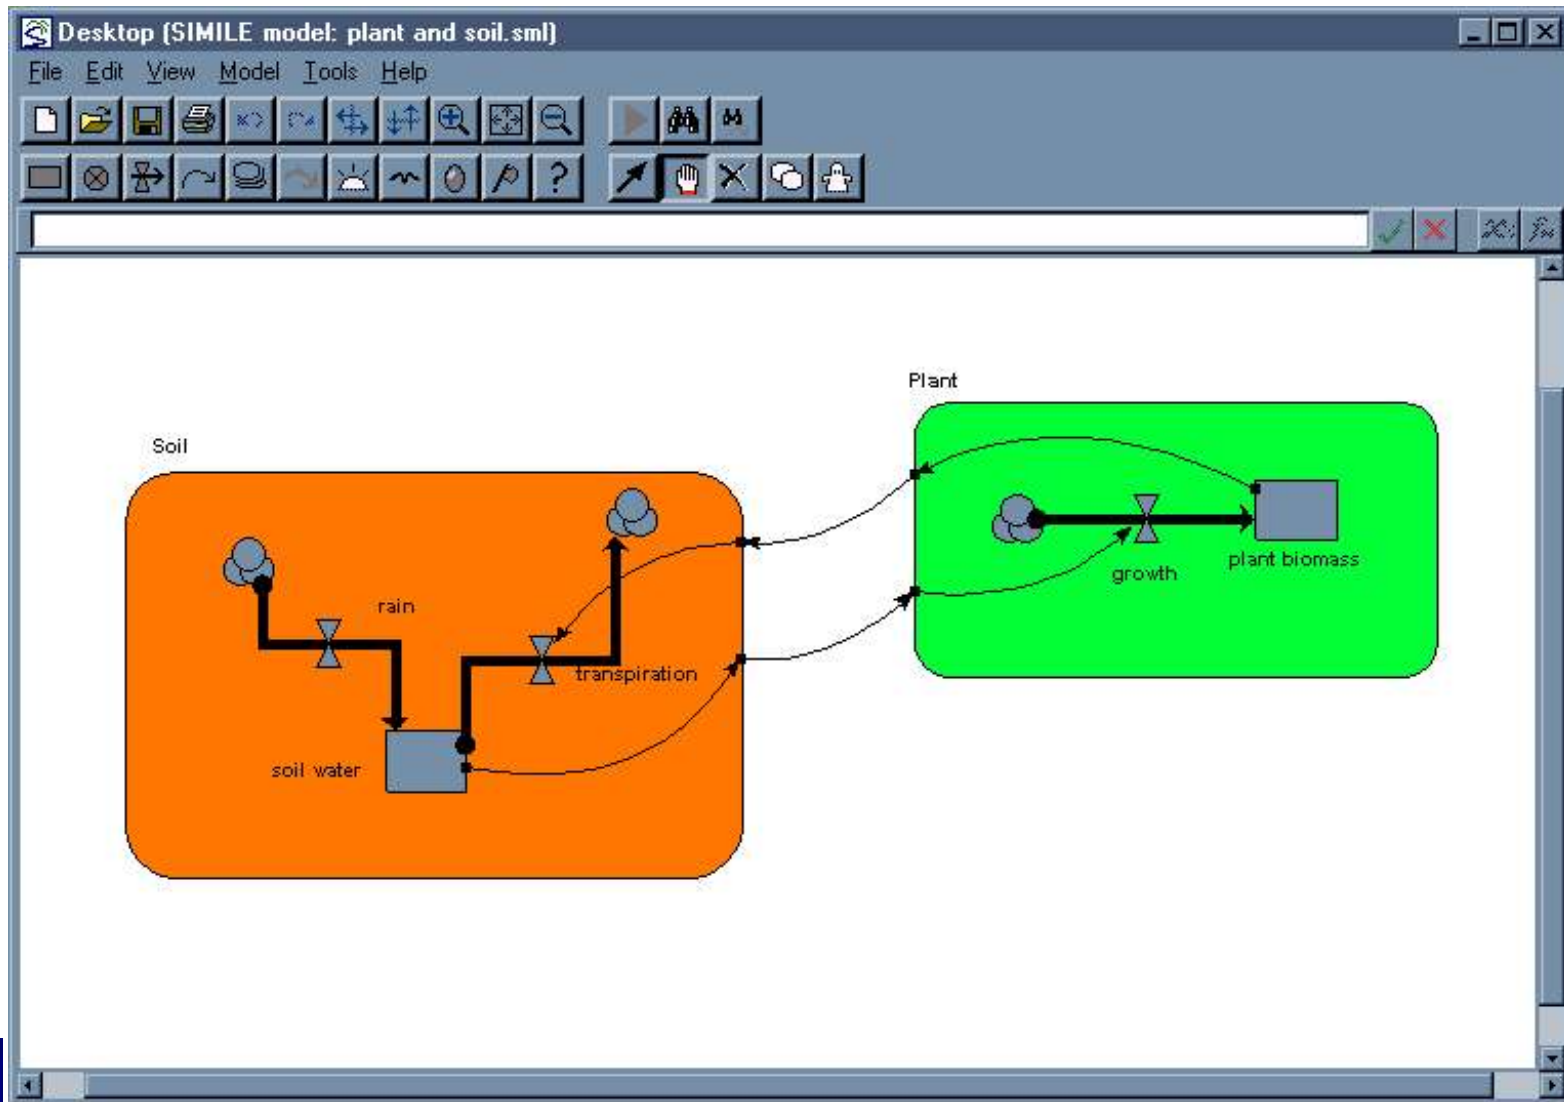 Desktop (SIMILE model: plant and soil.sml)
File Edit View Model Tools Help
?
Plant
Soil
growth
plant biomass
rain
transpiration
soil water